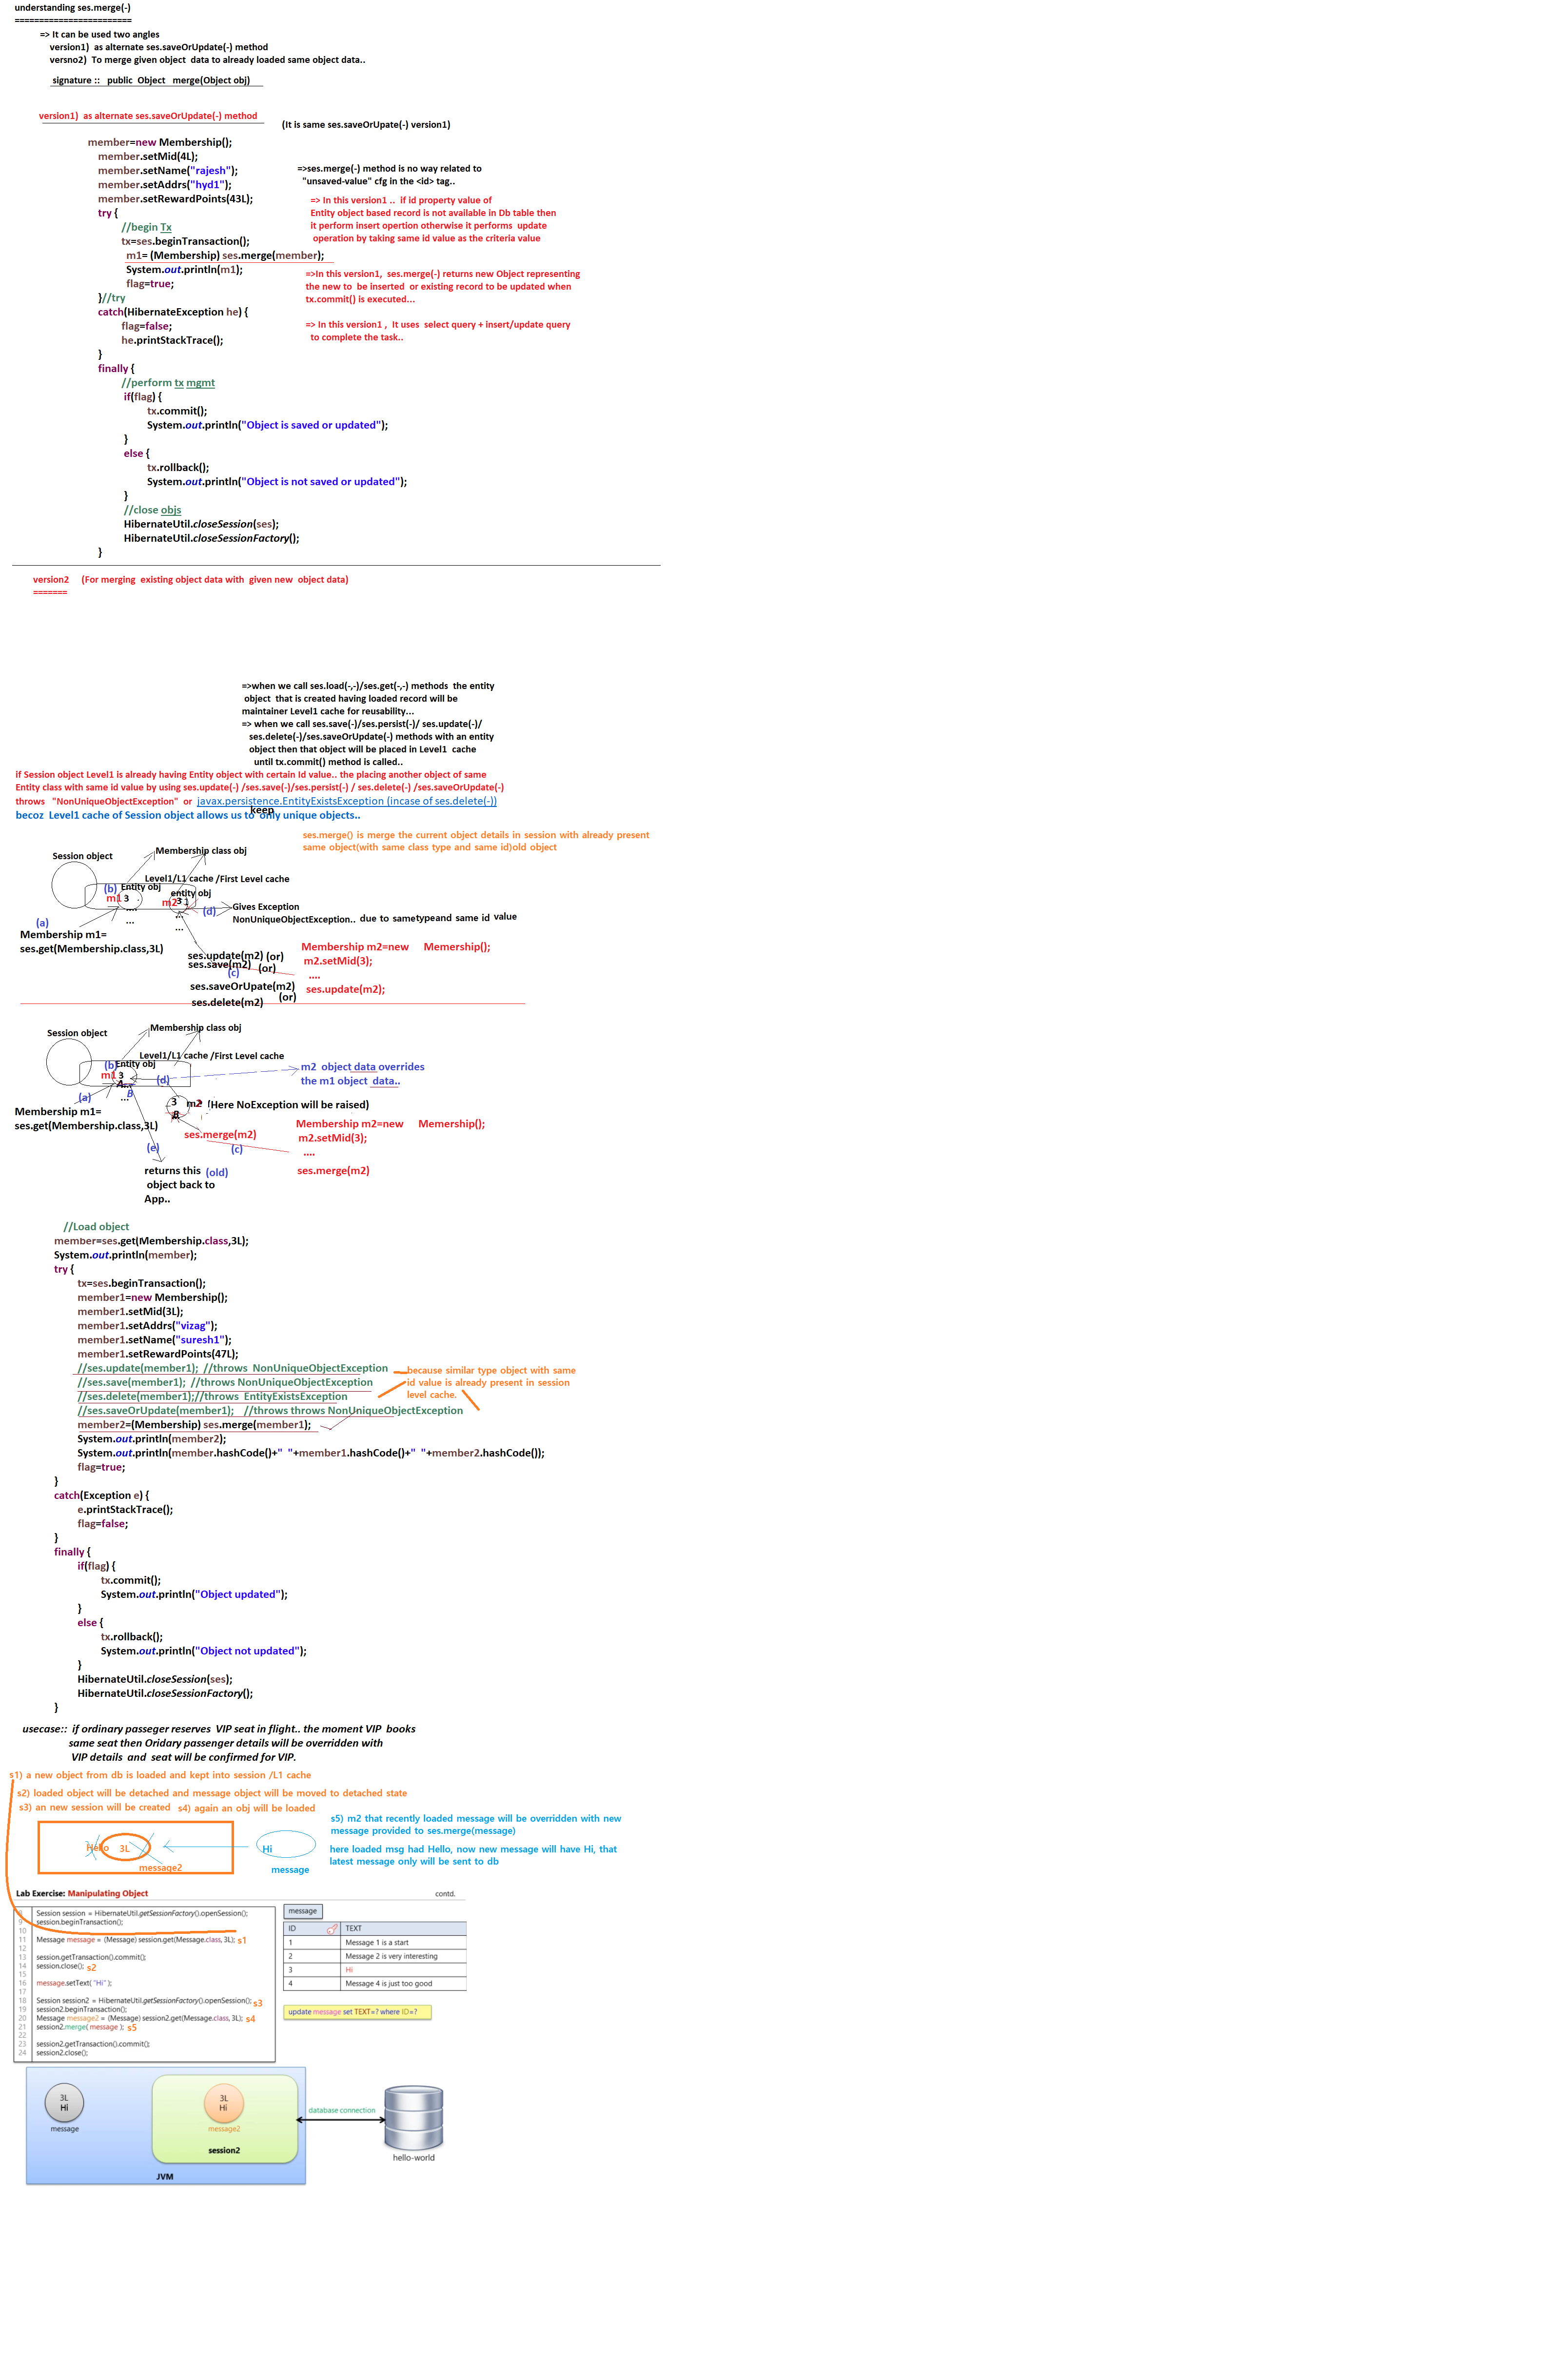 understanding ses.merge(-)
========================
=> It can be used two angles
version1)  as alternate ses.saveOrUpdate(-) method
versno2)  To merge given object  data to already loaded same object data..
signature ::   public  Object   merge(Object obj)
version1)  as alternate ses.saveOrUpdate(-) method
(It is same ses.saveOrUpate(-) version1)
member=new Membership();
member.setMid(4L);
member.setName("rajesh");
member.setAddrs("hyd1");
member.setRewardPoints(43L);
try {
//begin Tx
tx=ses.beginTransaction();
m1= (Membership) ses.merge(member);
System.out.println(m1);
flag=true;
}//try
catch(HibernateException he) {
flag=false;
he.printStackTrace();
}
finally {
//perform tx mgmt
if(flag) {
tx.commit();
System.out.println("Object is saved or updated");
}
else {
tx.rollback();
System.out.println("Object is not saved or updated");
}
//close objs
HibernateUtil.closeSession(ses);
HibernateUtil.closeSessionFactory();
}
=>ses.merge(-) method is no way related to
"unsaved-value" cfg in the <id> tag..
=> In this version1 ..  if id property value of
Entity object based record is not available in Db table then
it perform insert opertion otherwise it performs  update
operation by taking same id value as the criteria value
=>In this version1,  ses.merge(-) returns new Object representing
the new to  be inserted  or existing record to be updated when
tx.commit() is executed...
=> In this version1 ,  It uses  select query + insert/update query
to complete the task..
version2     (For merging  existing object data with  given new  object data)
=======
=>when we call ses.load(-,-)/ses.get(-,-) methods  the entity
object  that is created having loaded record will be
maintainer Level1 cache for reusability...
=> when we call ses.save(-)/ses.persist(-)/ ses.update(-)/
ses.delete(-)/ses.saveOrUpdate(-) methods with an entity
object then that object will be placed in Level1  cache
until tx.commit() method is called..
if Session object Level1 is already having Entity object with certain Id value.. the placing another object of same
Entity class with same id value by using ses.update(-) /ses.save(-)/ses.persist(-) / ses.delete(-) /ses.saveOrUpdate(-)
throws   "NonUniqueObjectException"  or  javax.persistence.EntityExistsException (incase of ses.delete(-))
keep
becoz  Level1 cache of Session object allows us to  only unique objects..
ses.merge() is merge the current object details in session with already present
same object(with same class type and same id)old object
Session object
Membership class obj
Level1/L1 cache /First Level cache
(b) Entity obj
entity obj
m1 3
m2 3
....
...
...
...
(d)
Gives Exception
NonUniqueObjectException.. due to sametypeand same id value
(a)
Membership m1=
ses.get(Membership.class,3L)
ses.update(m2) (or)
ses.save(m2) (or)
(c)
ses.saveOrUpate(m2)
(or)
ses.delete(m2)
Membership m2=new     Memership();
m2.setMid(3);
....
ses.update(m2);
Session object
Membership class obj
Level1/L1 cache /First Level cache
(b) Entity obj
m1 3
A...
... B
(d)
m2  object data overrides
the m1 object  data..
(a)
3
B
m2 (Here NoException will be raised)
Membership m1=
ses.get(Membership.class,3L)
ses.merge(m2)
(c)
Membership m2=new     Memership();
m2.setMid(3);
....
ses.merge(m2)
(e)
returns this (old)
object back to
App..
//Load object
member=ses.get(Membership.class,3L);
System.out.println(member);
try {
tx=ses.beginTransaction();
member1=new Membership();
member1.setMid(3L);
member1.setAddrs("vizag");
member1.setName("suresh1");
member1.setRewardPoints(47L);
//ses.update(member1);  //throws  NonUniqueObjectException
//ses.save(member1);  //throws NonUniqueObjectException
//ses.delete(member1);//throws  EntityExistsException
//ses.saveOrUpdate(member1);    //throws throws NonUniqueObjectException
member2=(Membership) ses.merge(member1);
System.out.println(member2);
System.out.println(member.hashCode()+"  "+member1.hashCode()+"  "+member2.hashCode());
flag=true;
}
catch(Exception e) {
e.printStackTrace();
flag=false;
}
finally {
if(flag) {
tx.commit();
System.out.println("Object updated");
}
else {
tx.rollback();
System.out.println("Object not updated");
}
HibernateUtil.closeSession(ses);
HibernateUtil.closeSessionFactory();
}
because similar type object with same
id value is already present in session
level cache.
usecase::  if ordinary passeger reserves  VIP seat in flight.. the moment VIP  books
same seat then Oridary passenger details will be overridden with
VIP details  and  seat will be confirmed for VIP.
s1) a new object from db is loaded and kept into session /L1 cache
s2) loaded object will be detached and message object will be moved to detached state
s3) an new session will be created  s4) again an obj will be loaded
s5) m2 that recently loaded message will be overridden with new
message provided to ses.merge(message)
here loaded msg had Hello, now new message will have Hi, that
latest message only will be sent to db
Hello 3L
message2
Hi
message
Lab Exercise: Manipulating Object
contd.
8 Session session = HibernateUtil.getSessionFactory().openSession();
9 session.beginTransaction();
10
11 Message message = (Message) session.get(Message.class, 3L); s1
12
13 session.getTransaction().commit();
14 session.close(); s2
15
16 message.setText( "Hi" );
17
18 Session session2 = HibernateUtil.getSessionFactory().openSession(); s3
19 session2.beginTransaction();
20 Message message2 = (Message) session2.get(Message.class, 3L); s4
21 session2.merge( message ); s5
22
23 session2.getTransaction().commit();
24 session2.close();
message
ID TEXT
1 Message 1 is a start
2 Message 2 is very interesting
3 Hi
4 Message 4 is just too good
update message set TEXT=? where ID=?
3L
Hi
message
3L
Hi
message2
session2
JVM
database connection
hello-world